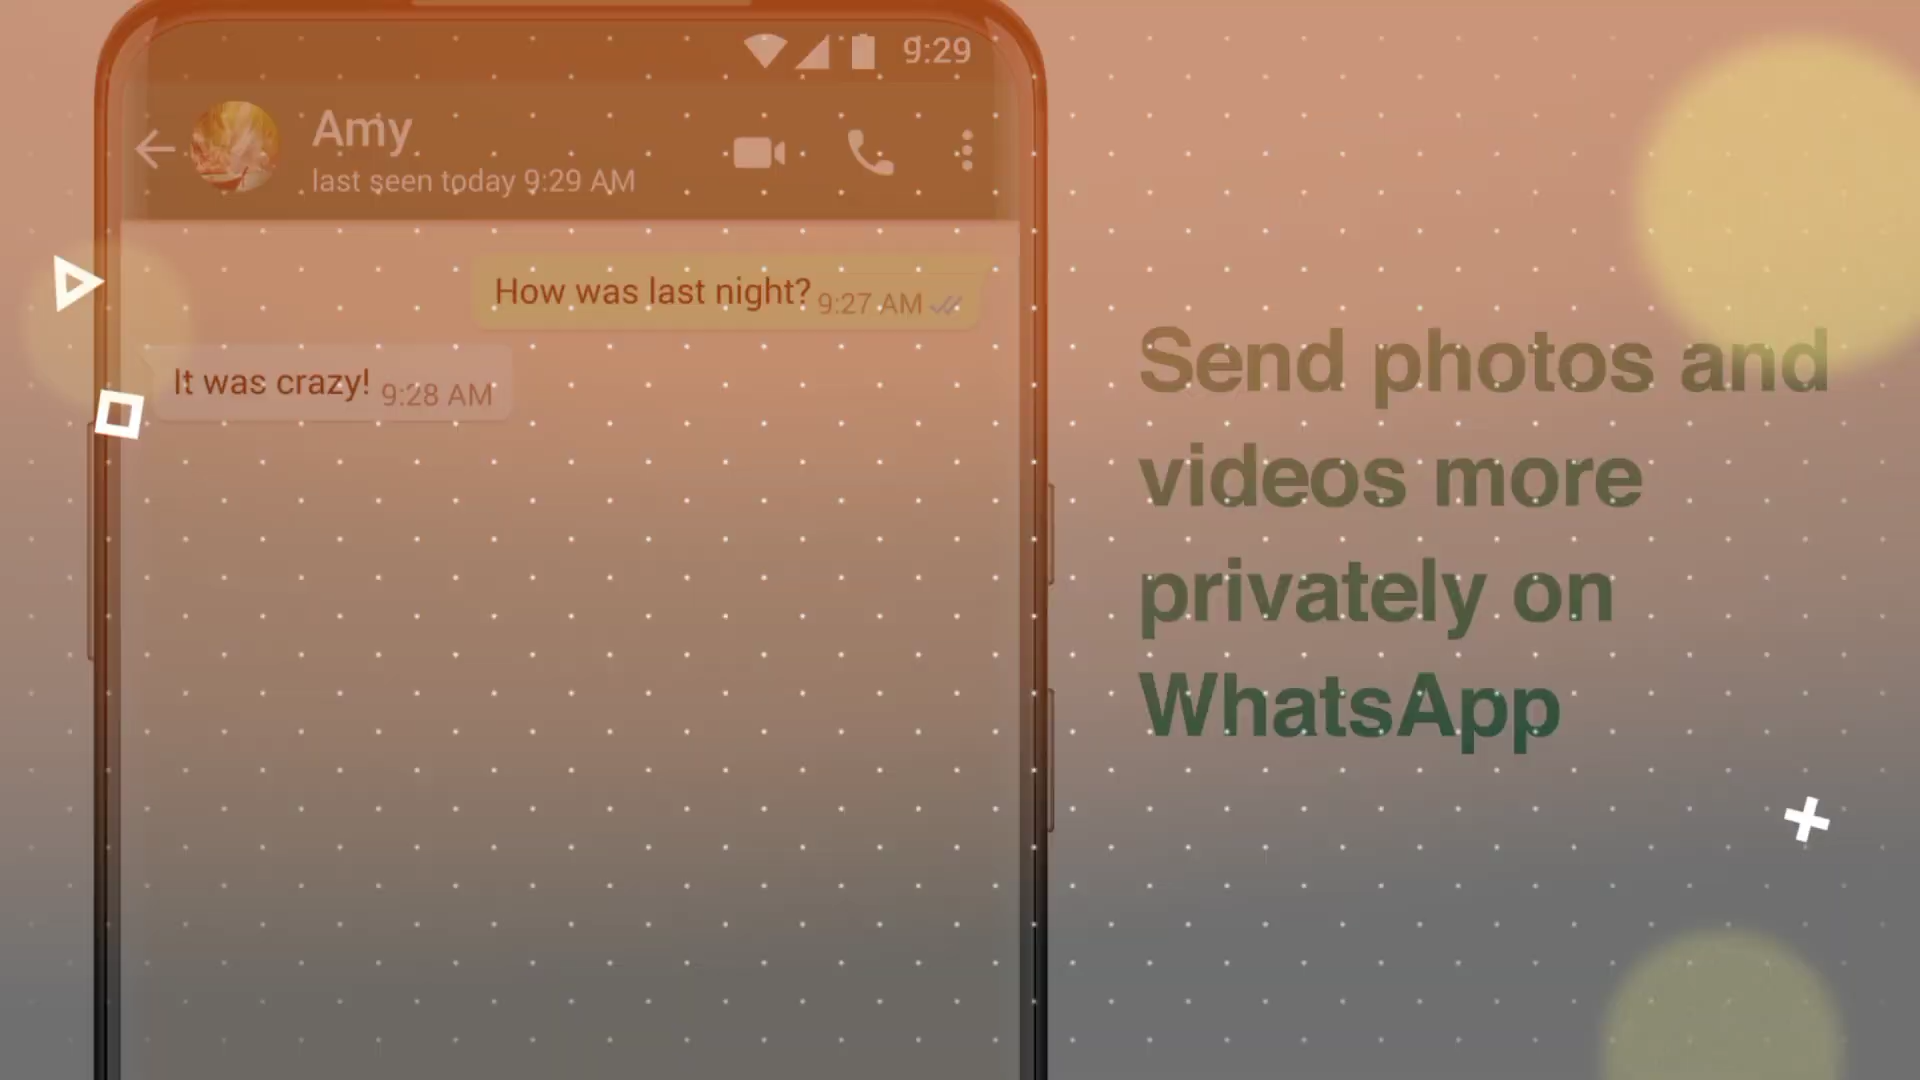 9:29
Amy
last seen today 9:29 AM
How was last night? 9:27 AM
It was crazy! 9:28 AM
Send photos and
videos more
privately on
WhatsApp